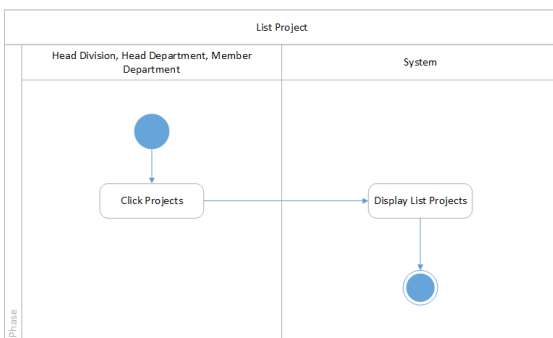 List Project
Head Division, Head Department, Member
Department
System
Click Projects
Display List Projects
Phase